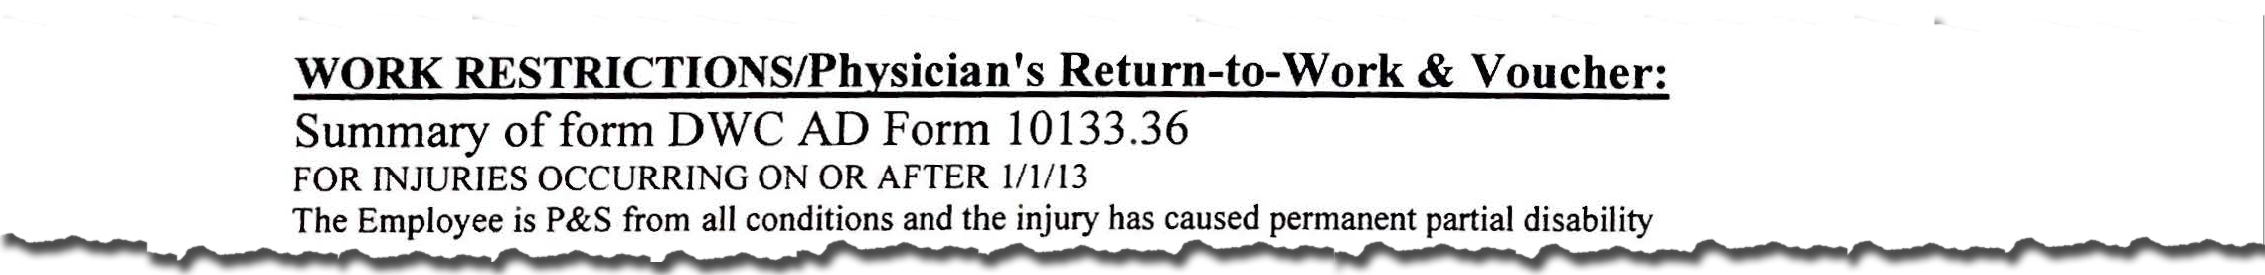 WORK RESTRICTIONS/Physician's Return-to-Work & Voucher:
Summary of form DWC AD Form 10133.36
FOR INJURIES OCCURRING ON OR AFTER 1/1/13
The Employee is P&S from all conditions and the injury has caused permanent partial disability